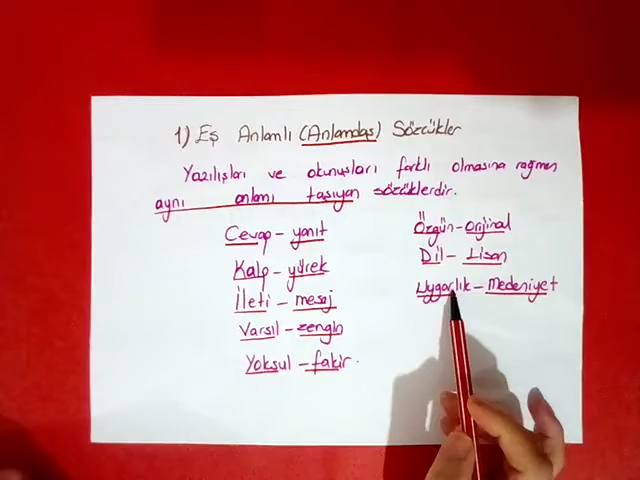 1) Eş Anlamlı (Anlamdaş) Sözcükler
Yazılışları ve okunuşları farklı olmasına rağmen
aynı anlamı taşıyan sözcüklerdir.
Cevap - yanıt
Kalp - yürek
İleti - mesaj
Varsıl - zengin
Yoksul - fakir.
Özgün - orijinal
Dil - Lisan
Uygarlık - Medeniyet